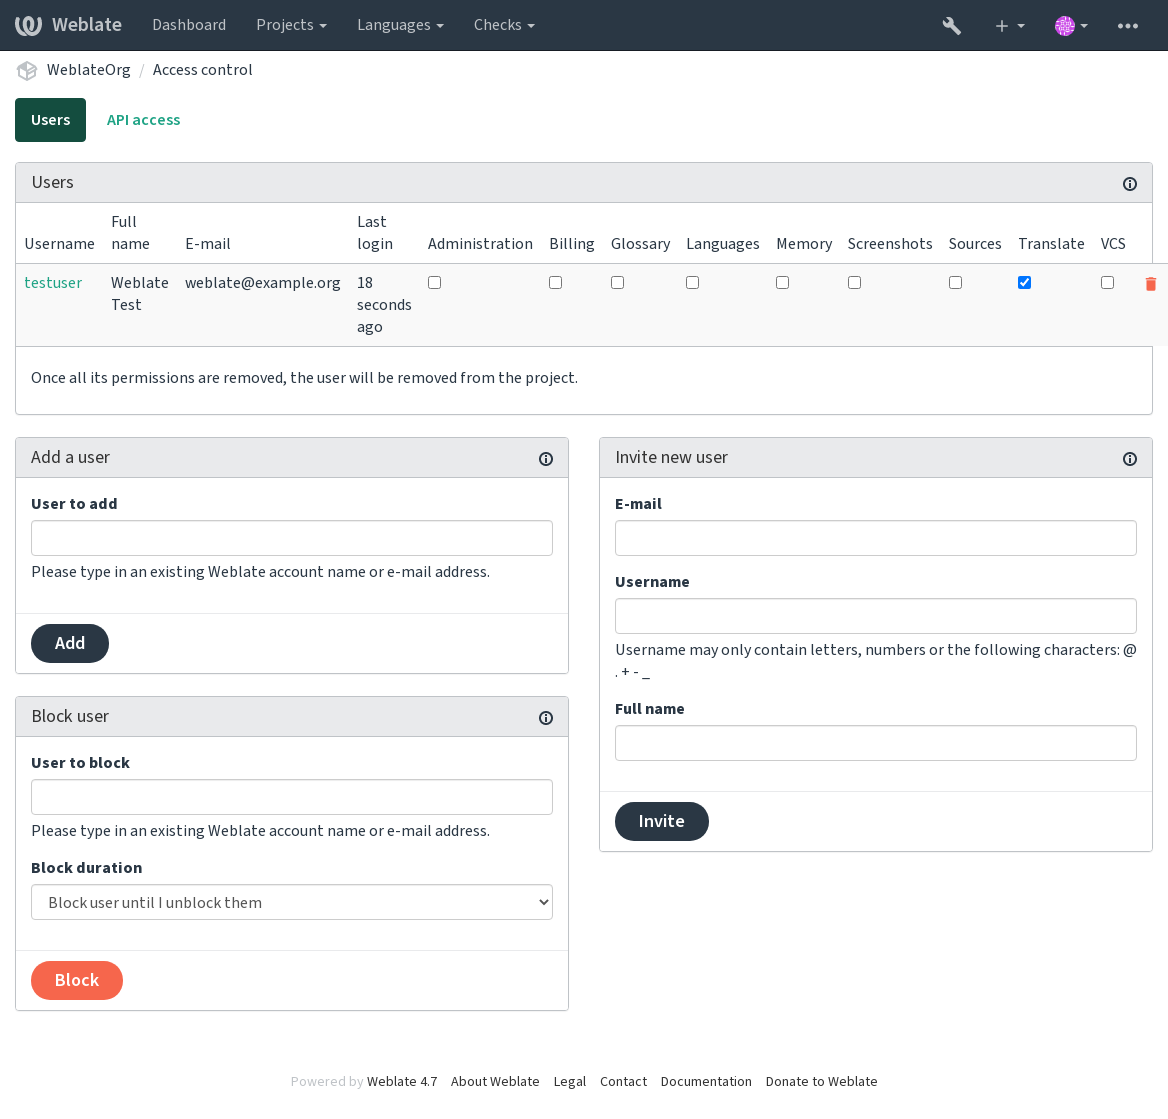 Weblate Dashboard Projects Languages Checks
WeblateOrg / Access control
Users API access
Users
Username Full name E-mail Last login Administration Billing Glossary Languages Memory Screenshots Sources Translate VCS
testuser Weblate Test weblate@example.org 18 seconds ago
Once all its permissions are removed, the user will be removed from the project.
Add a user
User to add
Please type in an existing Weblate account name or e-mail address.
Add
Block user
User to block
Please type in an existing Weblate account name or e-mail address.
Block duration
Block user until I unblock them
Block
Invite new user
E-mail
Username
Username may only contain letters, numbers or the following characters: @
. + - _
Full name
Invite
Powered by Weblate 4.7 About Weblate Legal Contact Documentation Donate to Weblate